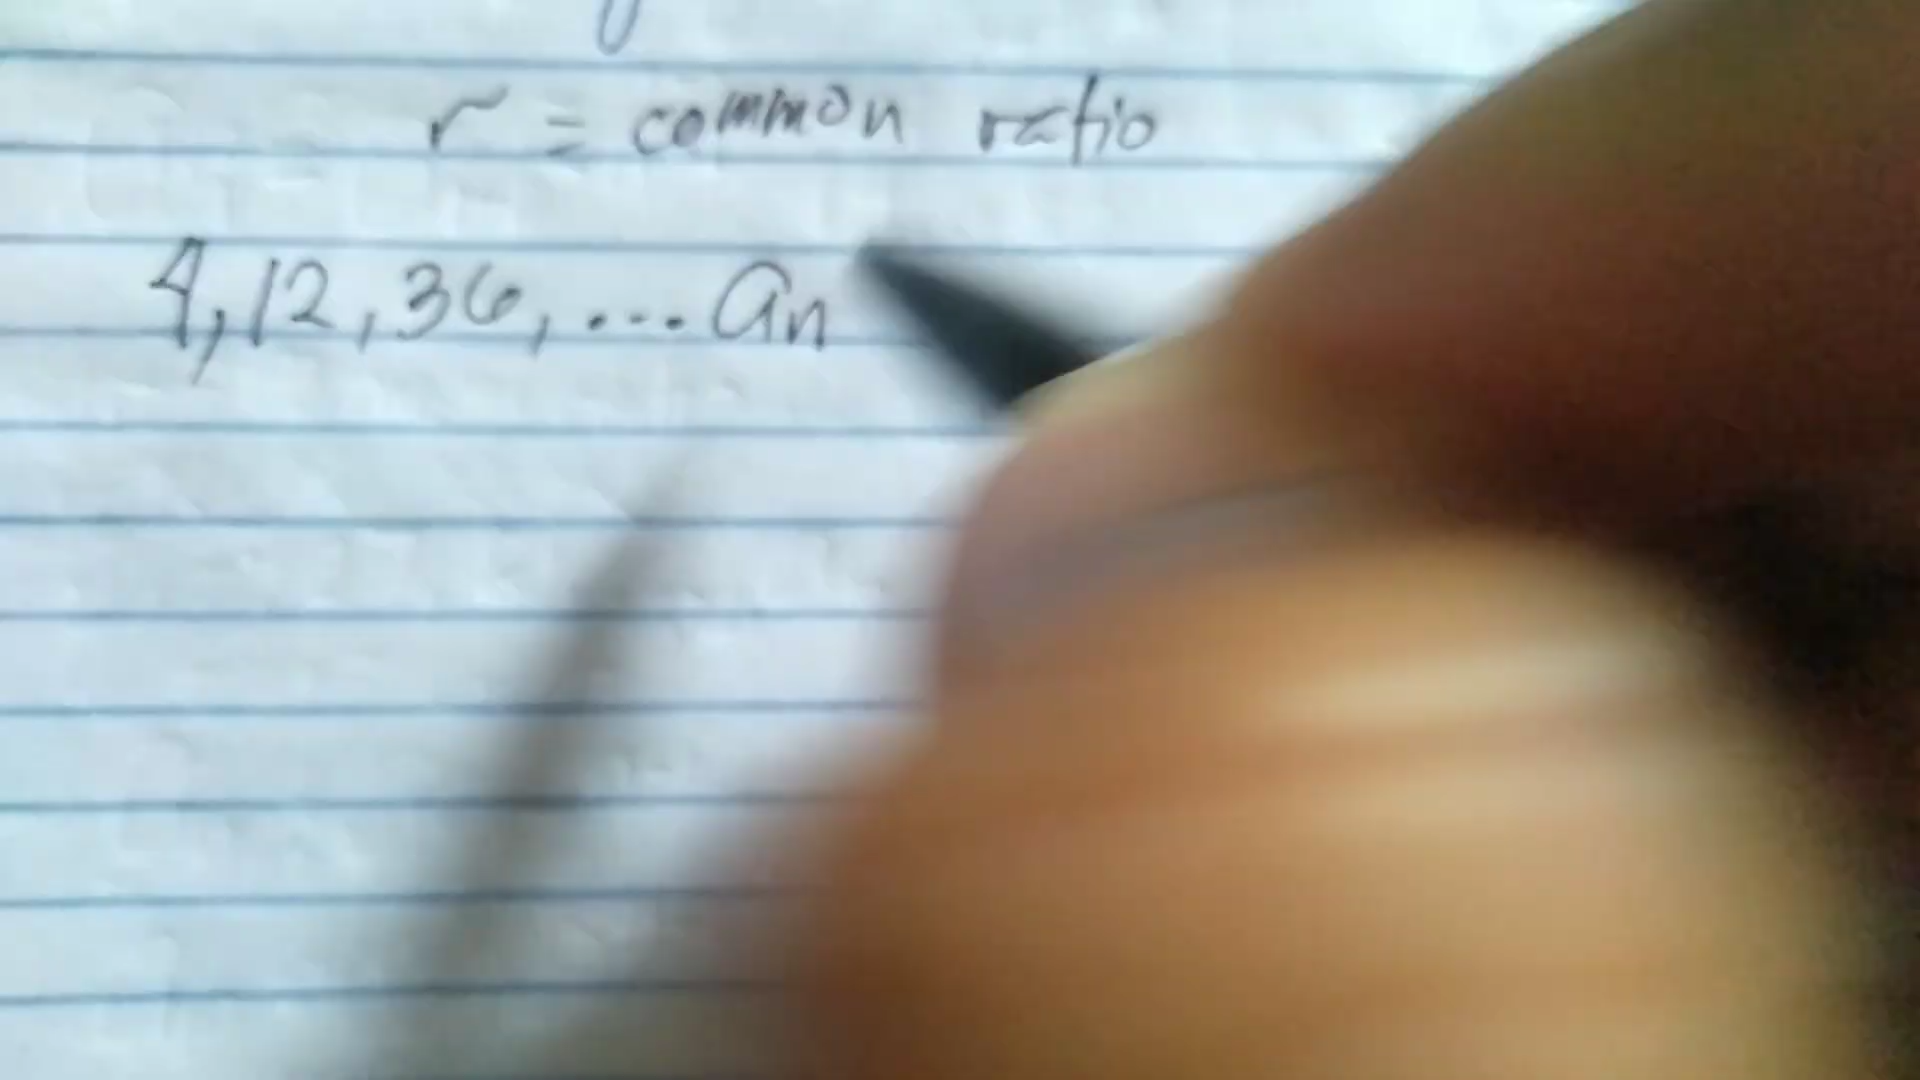 r = common ratio
4, 12, 36, ... an